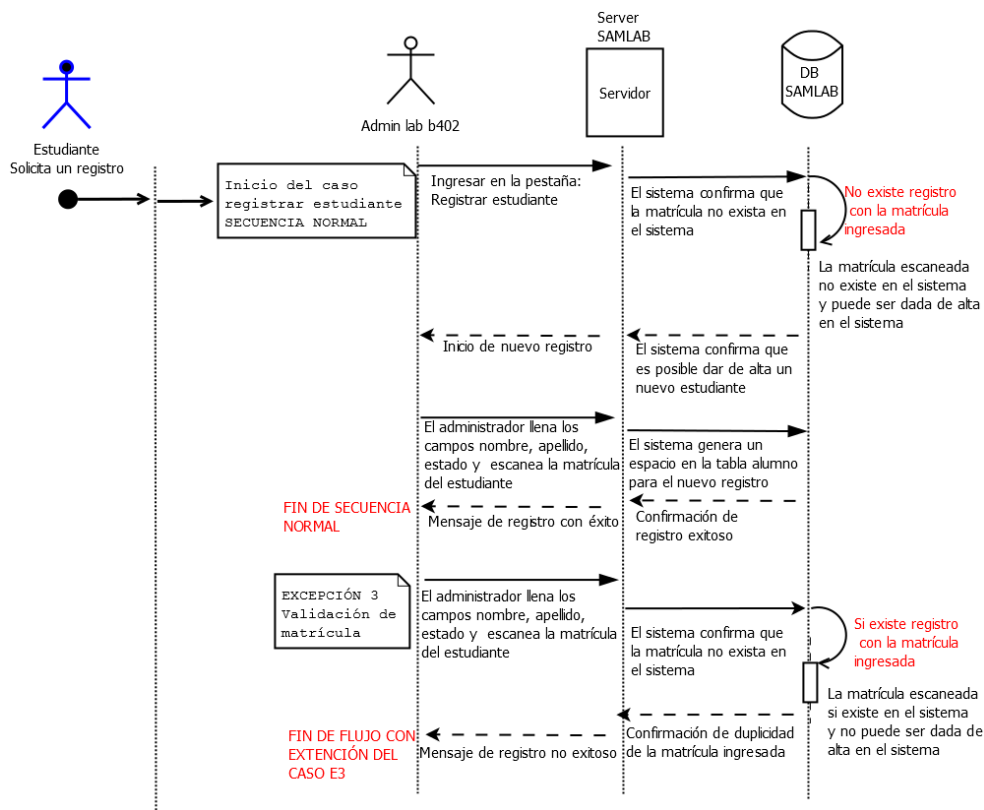 Server
SAMLAB
Servidor
DB
SAMLAB
Admin lab b402
Estudiante
Solicita un registro
Inicio del caso
registrar estudiante
SECUENCIA NORMAL
Ingresar en la pestaña:
Registrar estudiante
El sistema confirma que
la matrícula no exista en
el sistema
No existe registro
con la matrícula
ingresada
La matrícula escaneada
no existe en el sistema
y puede ser dada de alta
en el sistema
Inicio de nuevo registro
El sistema confirma que
es posible dar de alta un
nuevo estudiante
El administrador llena los
campos nombre, apellido,
estado y escanea la matrícula
del estudiante
El sistema genera un
espacio en la tabla alumno
para el nuevo registro
FIN DE SECUENCIA
NORMAL
Mensaje de registro con éxito
Confirmación de
registro exitoso
EXCEPCIÓN 3
Validación de
matrícula
El administrador llena los
campos nombre, apellido,
estado y escanea la matrícula
del estudiante
El sistema confirma que
la matrícula no exista en
el sistema
Si existe registro
con la matrícula
ingresada
La matrícula escaneada
si existe en el sistema
y no puede ser dada de
alta en el sistema
FIN DE FLUJO CON
EXTENCIÓN DEL
CASO E3
Mensaje de registro no exitoso
Confirmación de duplicidad
de la matrícula ingresada